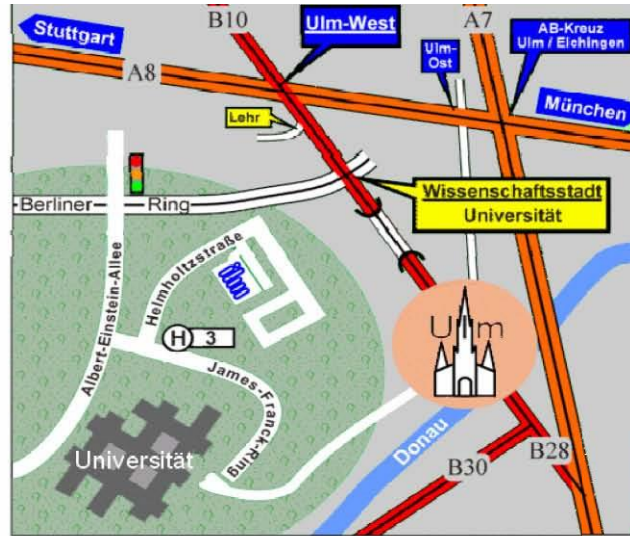 B10
A7
Stuttgart
Ulm-West
AB-Kreuz
Ulm / Elchingen
Ulm-
Ost
A8
München
Lehr
Berliner Ring
Wissenschaftsstadt
Universität
Albert-Einstein-Allee
Helmholtzstraße
Ulm
H 3
James-Franck-Ring
Universität
Donau
B30
B28